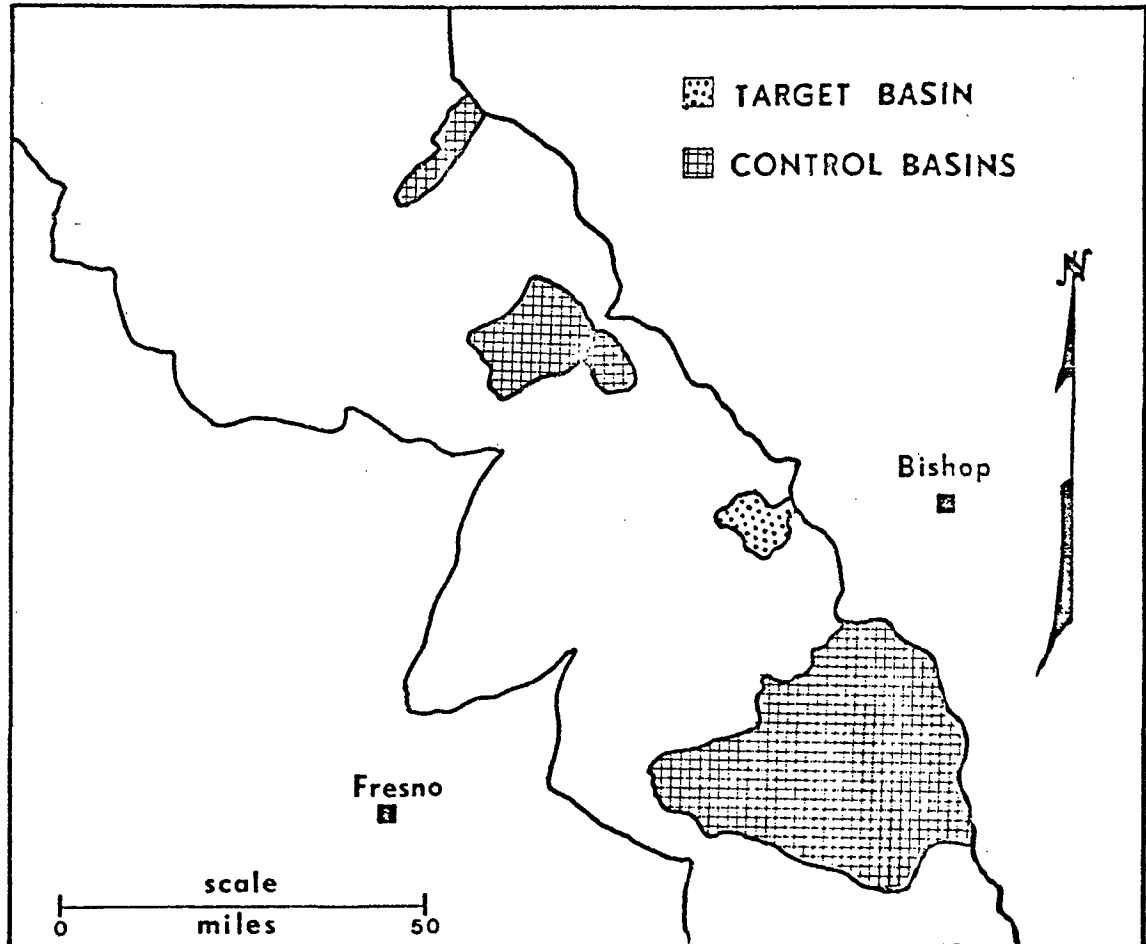 TARGET BASIN
CONTROL BASINS
N
Bishop
Fresno
scale
0 50
miles